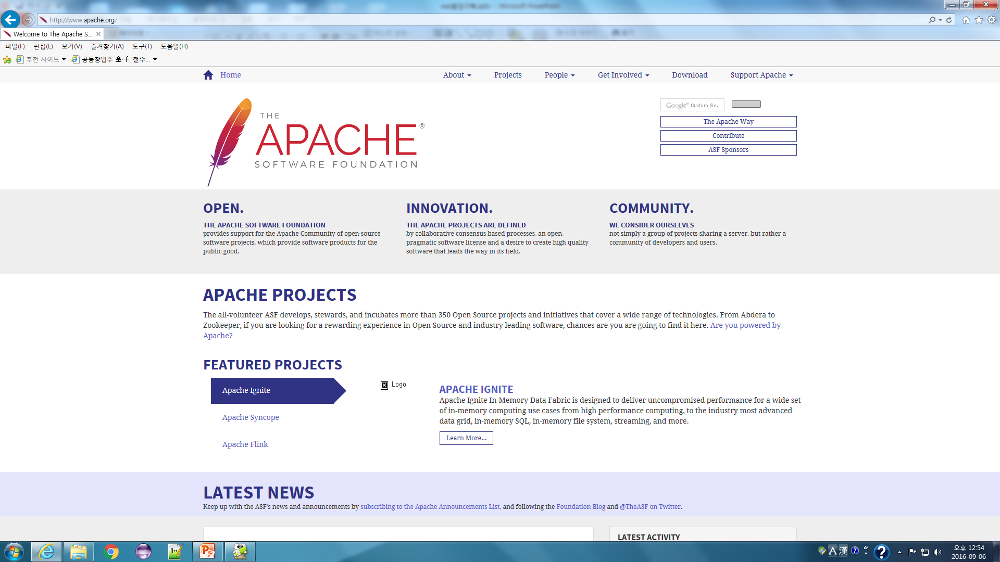 http://www.apache.org/
Welcome to The Apache S...
파일(F) 편집(E) 보기(V) 즐겨찾기(A) 도구(T) 도움말(H)
추천 사이트 공동창업주 金·千 '철수...
Home About Projects People Get Involved Download Support Apache
THE
APACHE®
SOFTWARE FOUNDATION
Google™ Custom Se.
The Apache Way
Contribute
ASF Sponsors
OPEN.
THE APACHE SOFTWARE FOUNDATION
provides support for the Apache Community of open-source
software projects, which provide software products for the
public good.
INNOVATION.
THE APACHE PROJECTS ARE DEFINED
by collaborative consensus based processes, an open,
pragmatic software license and a desire to create high quality
software that leads the way in its field.
COMMUNITY.
WE CONSIDER OURSELVES
not simply a group of projects sharing a server, but rather a
community of developers and users.
APACHE PROJECTS
The all-volunteer ASF develops, stewards, and incubates more than 350 Open Source projects and initiatives that cover a wide range of technologies. From Abdera to
Zookeeper, if you are looking for a rewarding experience in Open Source and industry leading software, chances are you are going to find it here. Are you powered by
Apache?
FEATURED PROJECTS
Apache Ignite
Apache Syncope
Apache Flink
Logo
APACHE IGNITE
Apache Ignite In-Memory Data Fabric is designed to deliver uncompromised performance for a wide set
of in-memory computing use cases from high performance computing, to the industry most advanced
data grid, in-memory SQL, in-memory file system, streaming, and more.
Learn More...
LATEST NEWS
Keep up with the ASF's news and announcements by subscribing to the Apache Announcements List, and following the Foundation Blog and @TheASF on Twitter.
LATEST ACTIVITY
A 漢
오후 12:54
2016-09-06